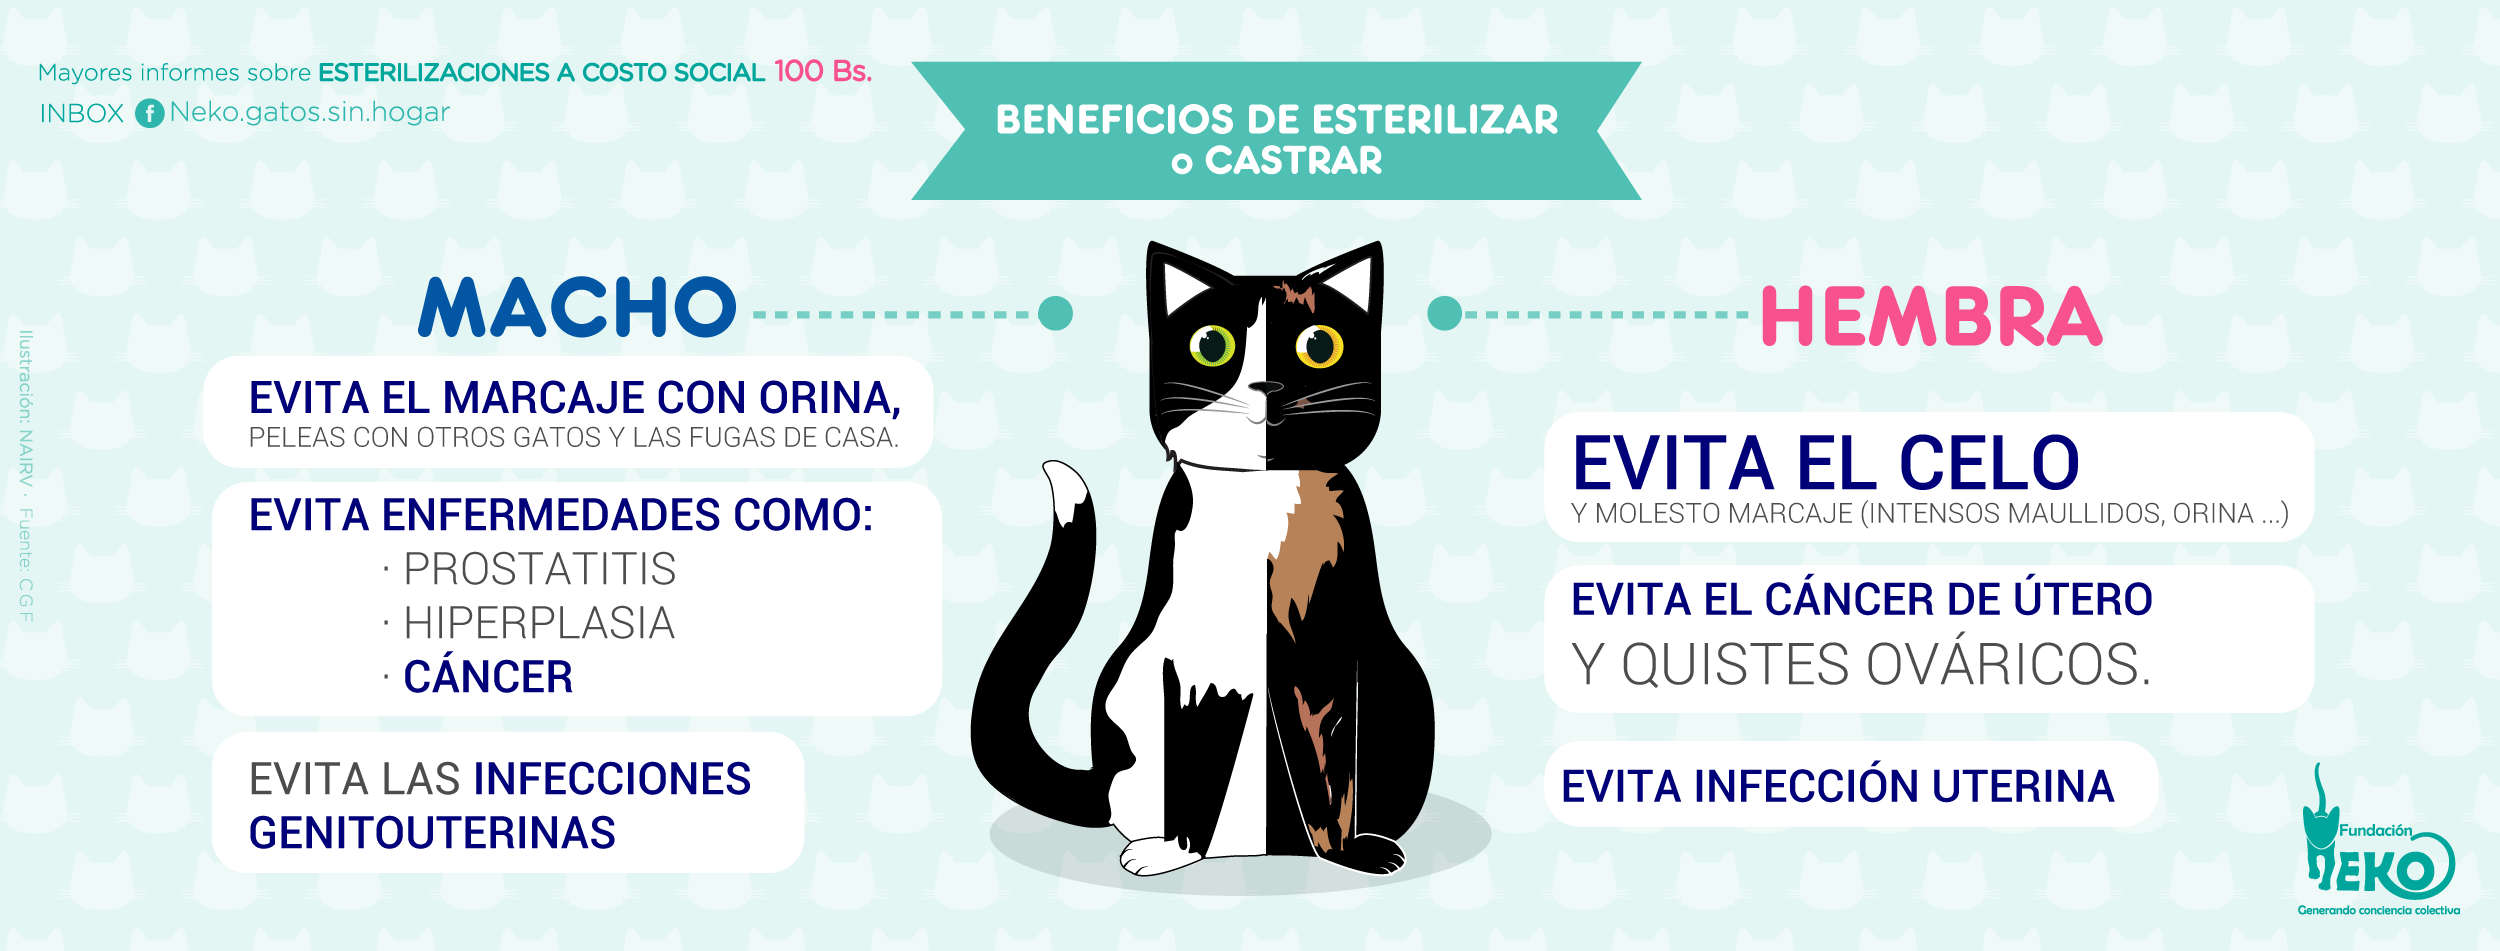 Mayores informes sobre ESTERILIZACIONES A COSTO SOCIAL 100 Bs.
INBOX f Neko.gatos.sin.hogar
BENEFICIOS DE ESTERILIZAR
o CASTRAR
MACHO
EVITA EL MARCAJE CON ORINA,
PELEAS CON OTROS GATOS Y LAS FUGAS DE CASA.
EVITA ENFERMEDADES COMO:
· PROSTATITIS
· HIPERPLASIA
· CÁNCER
EVITA LAS INFECCIONES
GENITOUTERINAS
HEMBRA
EVITA EL CELO
Y MOLESTO MARCAJE (INTENSOS MAULLIDOS, ORINA ...)
EVITA EL CÁNCER DE ÚTERO
Y QUISTES OVÁRICOS.
EVITA INFECCIÓN UTERINA
Ilustración: NAIRV · Fuente: C G F
Fundación
NEKO
Generando conciencia colectiva